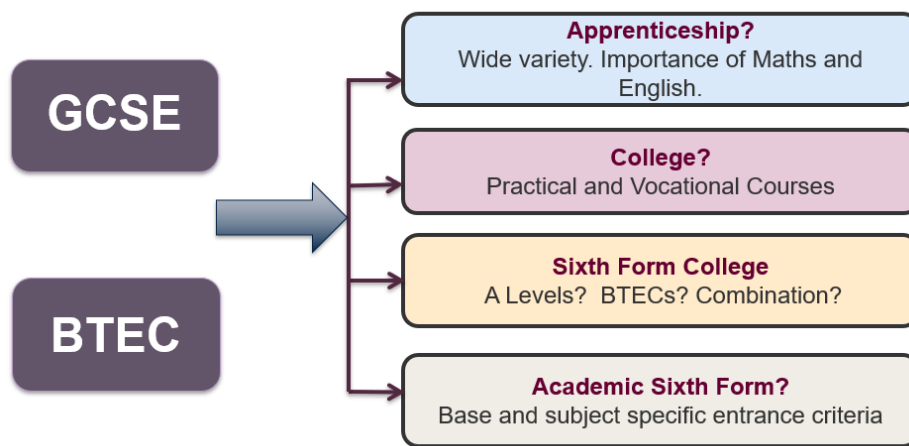 GCSE
BTEC
Apprenticeship?
Wide variety. Importance of Maths and
English.
College?
Practical and Vocational Courses
Sixth Form College
A Levels?  BTECs? Combination?
Academic Sixth Form?
Base and subject specific entrance criteria